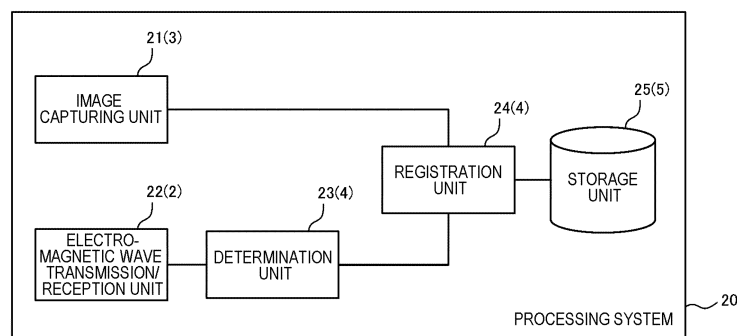 21(3)
IMAGE
CAPTURING UNIT
24(4)
25(5)
REGISTRATION
UNIT
STORAGE
UNIT
22(2)
23(4)
ELECTRO-
MAGNETIC WAVE
TRANSMISSION/
RECEPTION UNIT
DETERMINATION
UNIT
20
PROCESSING SYSTEM